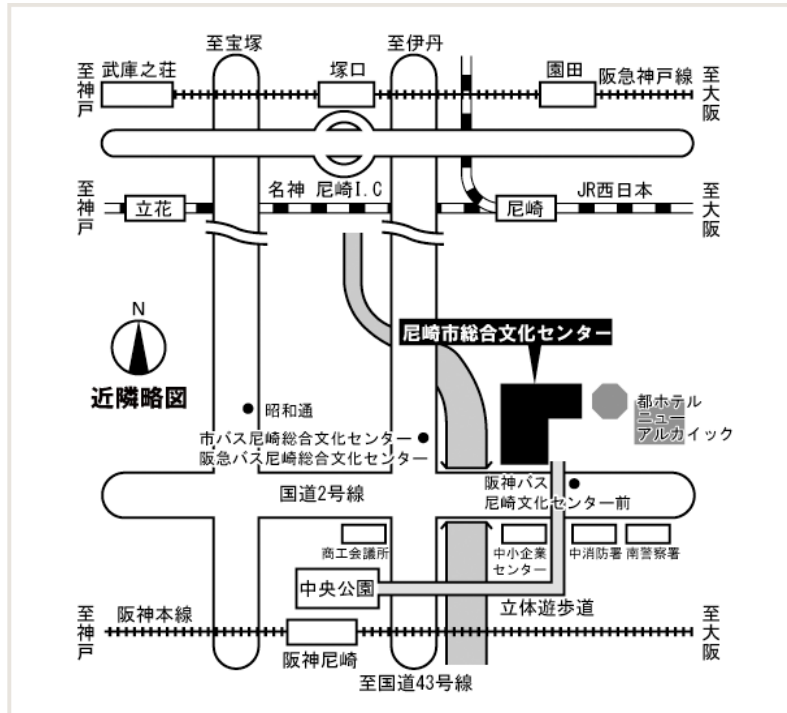 至宝塚
至伊丹
至神戸
武庫之荘
塚口
園田
阪急神戸線
至大阪
至神戸
立花
名神 尼崎I.C
尼崎
JR西日本
至大阪
N
近隣略図
尼崎市総合文化センター
都ホテル
ニュー
アルカイック
昭和通
市バス尼崎総合文化センター
阪急バス尼崎総合文化センター
国道2号線
阪神バス
尼崎文化センター前
商工会議所
中小企業
センター
中消防署
南警察署
中央公園
立体遊歩道
至神戸
阪神本線
阪神尼崎
至大阪
至国道43号線